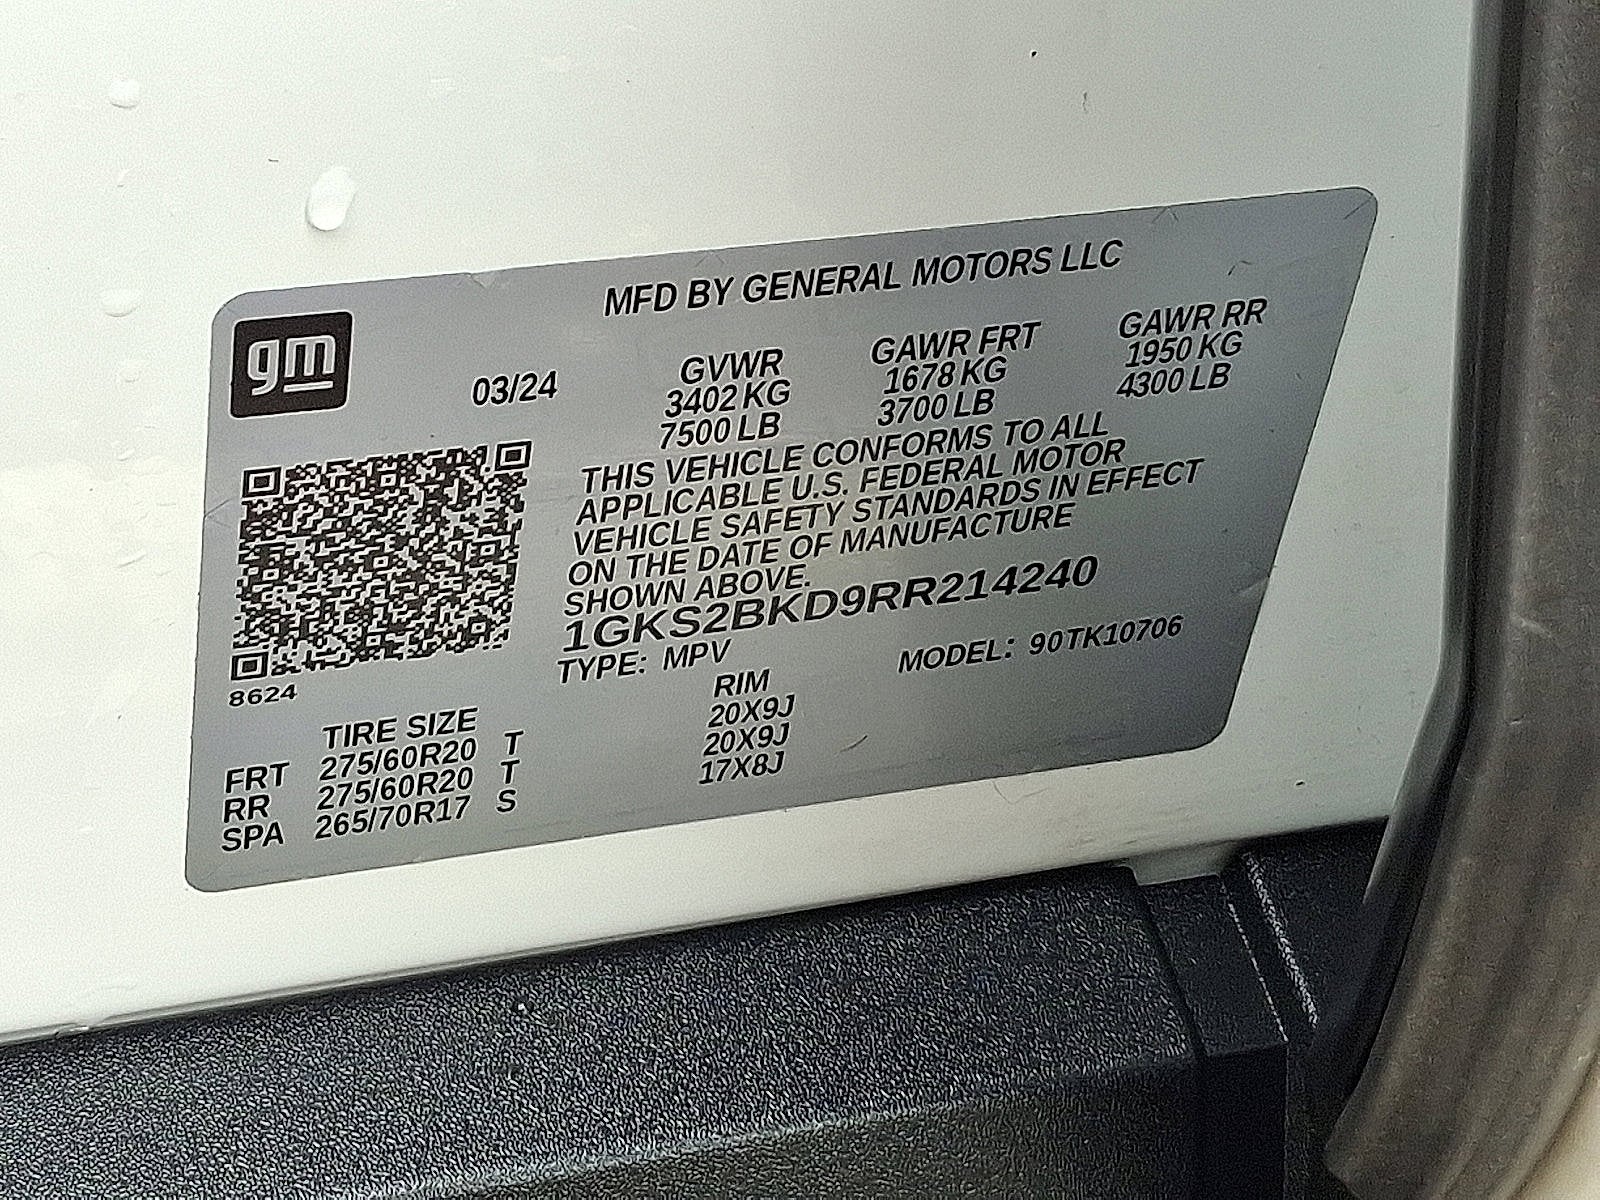 MFD BY GENERAL MOTORS LLC
gm
03/24
GVWR GAWR FRT GAWR RR
3402 KG 1678 KG 1950 KG
7500 LB 3700 LB 4300 LB
THIS VEHICLE CONFORMS TO ALL
APPLICABLE U.S. FEDERAL MOTOR
VEHICLE SAFETY STANDARDS IN EFFECT
ON THE DATE OF MANUFACTURE
SHOWN ABOVE.
1GKS2BKD9RR214240
TYPE: MPV MODEL: 90TK10706
8624
TIRE SIZE RIM
FRT 275/60R20 T 20X9J
RR 275/60R20 T 20X9J
SPA 265/70R17 S 17X8J